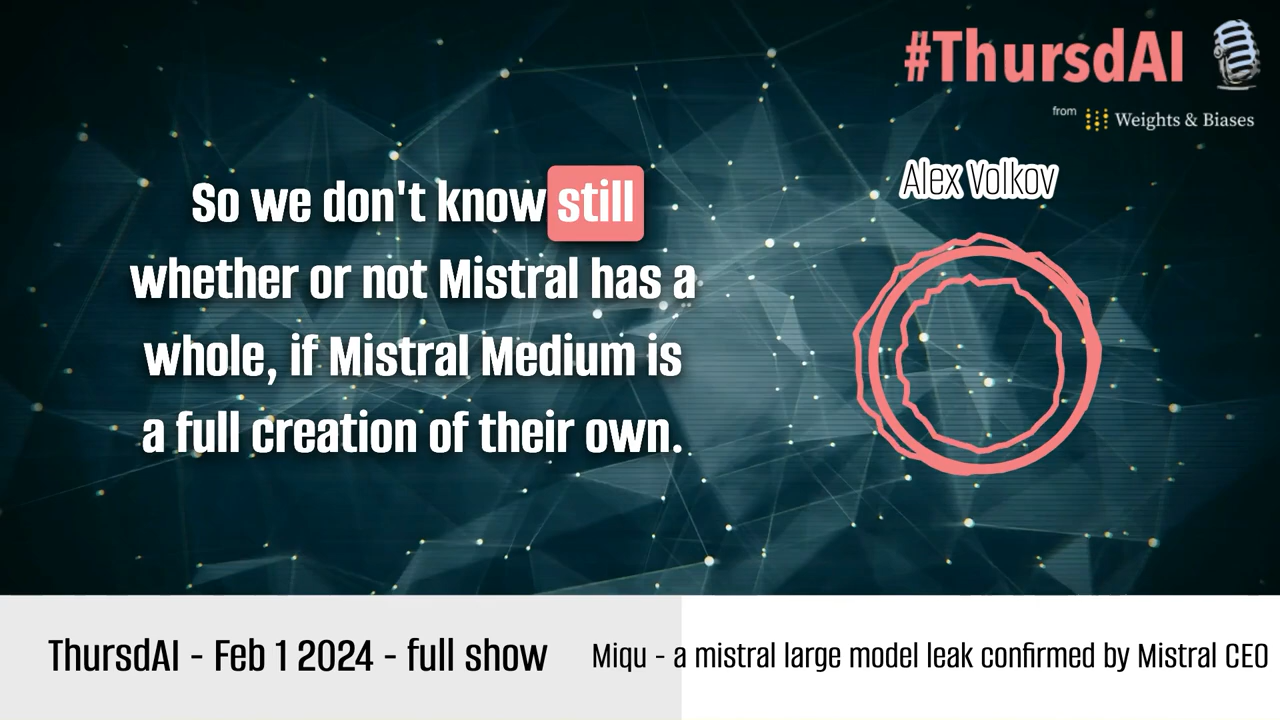 #ThursdAI
from Weights & Biases
Alex Volkov
So we don't know still
whether or not Mistral has a
whole, if Mistral Medium is
a full creation of their own.
ThursdAI - Feb 1 2024 - full show
Miqu - a mistral large model leak confirmed by Mistral CEO